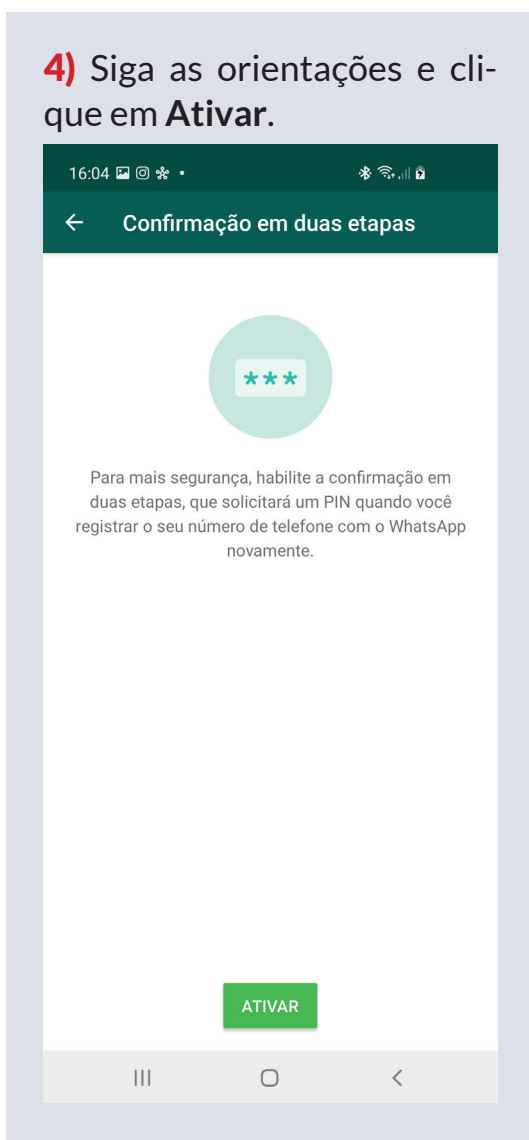 4) Siga as orientações e cli-
que em Ativar.
16:04
Confirmação em duas etapas
***
Para mais segurança, habilite a confirmação em
duas etapas, que solicitará um PIN quando você
registrar o seu número de telefone com o WhatsApp
novamente.
ATIVAR